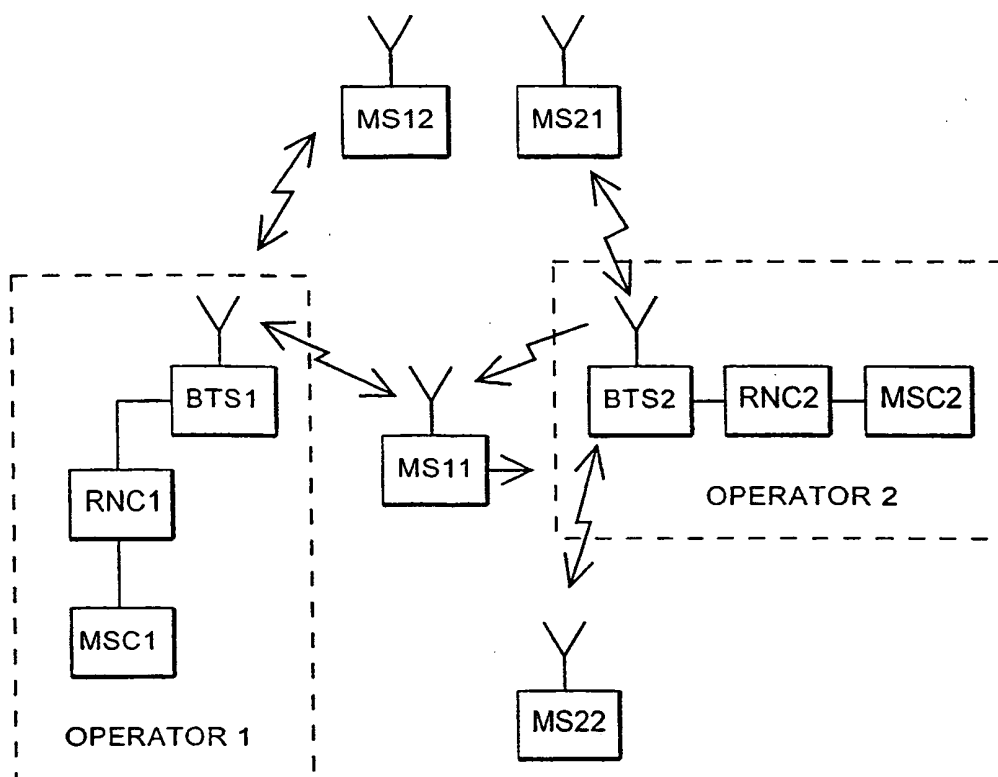 MS12
MS21
BTS1
BTS2
RNC2
MSC2
MS11
RNC1
OPERATOR 2
MSC1
MS22
OPERATOR 1